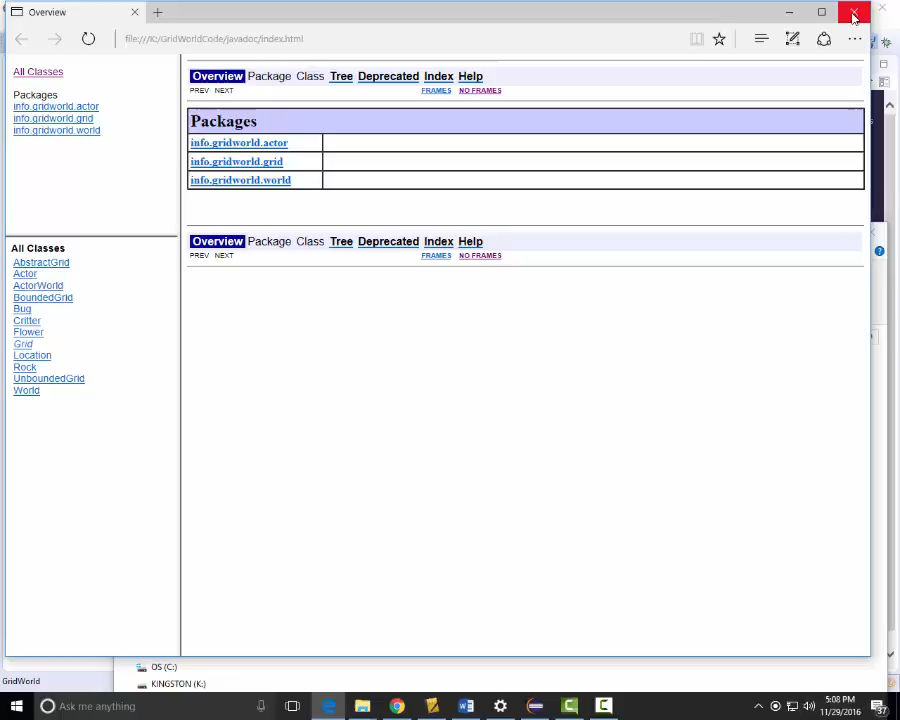 Overview
file:///K:/GridWorldCode/javadoc/index.html
All Classes
Packages
info.gridworld.actor
info.gridworld.grid
info.gridworld.world
All Classes
AbstractGrid
Actor
ActorWorld
BoundedGrid
Bug
Critter
Flower
Grid
Location
Rock
UnboundedGrid
World
Overview Package Class Tree Deprecated Index Help
PREV NEXT FRAMES NO FRAMES
Packages
info.gridworld.actor
info.gridworld.grid
info.gridworld.world
Overview Package Class Tree Deprecated Index Help
PREV NEXT FRAMES NO FRAMES
OS (C:)
GridWorld
KINGSTON (K:)
Ask me anything
5:08 PM
11/29/2016
37